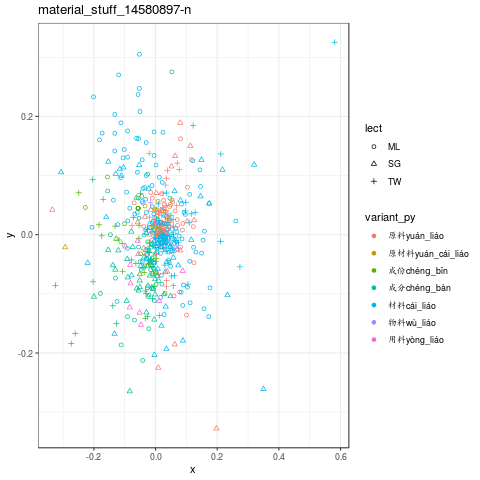 material_stuff_14580897-n
0.2
0.0
-0.2
-0.2
0.0
0.2
0.4
0.6
x
y
lect
ML
SG
TW
variant_py
原料yuán_liáo
原材料yuán_cái_liáo
成份chéng_bīn
成分chéng_bàn
材料cái_liáo
物料wù_liáo
用料yòng_liáo